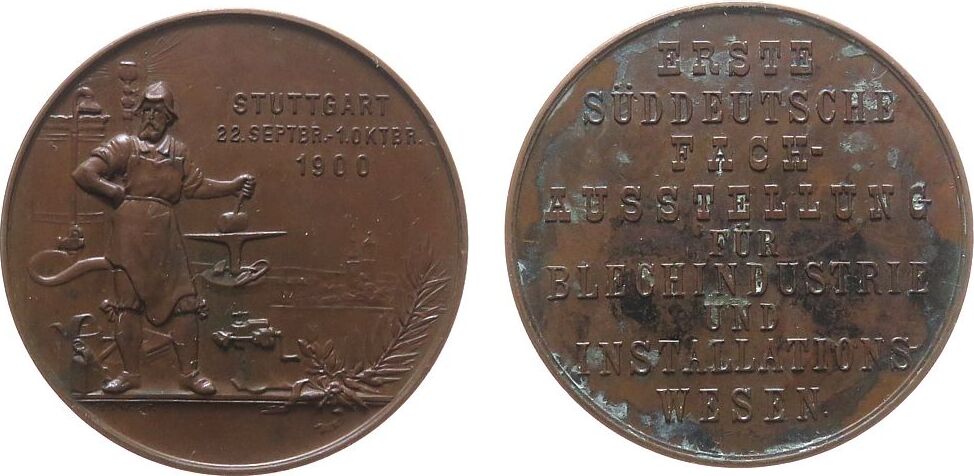 STUTTGART
22.SEPTBR.-1.OKTBR.
1900
ERSTE
SÜDDEUTSCHE
FACH-
AUSSTELLUNG
FÜR
BLECHINDUSTRIE
UND
INSTALLATIONS-
WESEN.